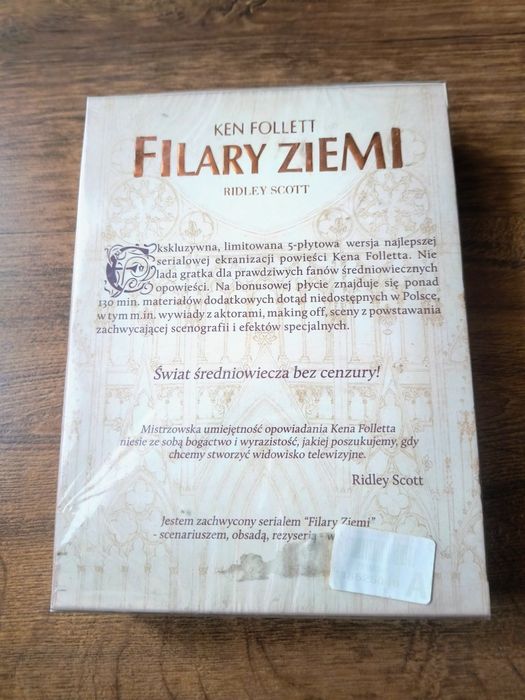 KEN FOLLETT
FILARY ZIEMI
RIDLEY SCOTT
Ekskluzywna, limitowana 5-płytowa wersja najlepszej
serialowej ekranizacji powieści Kena Folletta. Nie
lada gratka dla prawdziwych fanów średniowiecznych
opowieści. Na bonusowej płycie znajduje się ponad
130 min. materiałów dodatkowych dotąd niedostępnych w Polsce,
w tym m.in. wywiady z aktorami, making off, sceny z powstawania
zachwycającej scenografii i efektów specjalnych.
Świat średniowiecza bez cenzury!
Mistrzowska umiejętność opowiadania Kena Folletta
niesie ze sobą bogactwo i wyrazistość, jakiej poszukujemy, gdy
chcemy stworzyć widowisko telewizyjne.
Ridley Scott
Jestem zachwycony serialem "Filary Ziemi"
- scenariuszem, obsadą, reżyserią -